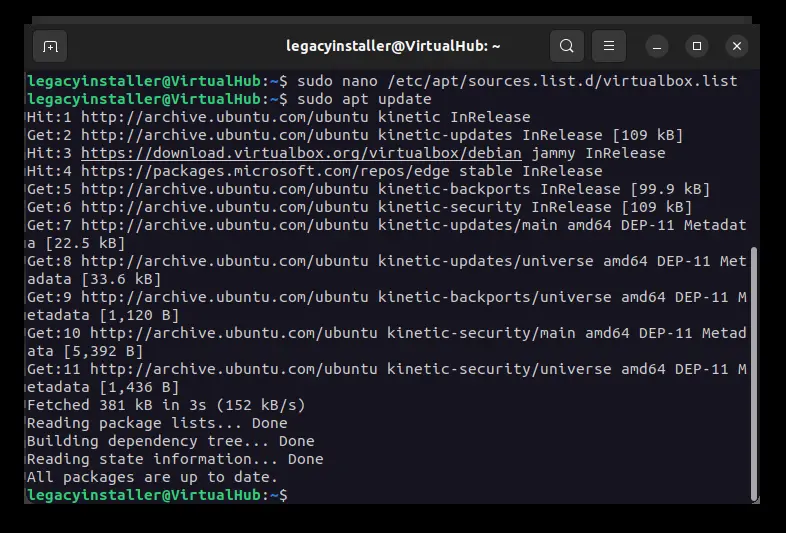 legacyinstaller@VirtualHub: ~
legacyinstaller@VirtualHub:~$ sudo nano /etc/apt/sources.list.d/virtualbox.list
legacyinstaller@VirtualHub:~$ sudo apt update
Hit:1 http://archive.ubuntu.com/ubuntu kinetic InRelease
Get:2 http://archive.ubuntu.com/ubuntu kinetic-updates InRelease [109 kB]
Hit:3 https://download.virtualbox.org/virtualbox/debian jammy InRelease
Hit:4 https://packages.microsoft.com/repos/edge stable InRelease
Get:5 http://archive.ubuntu.com/ubuntu kinetic-backports InRelease [99.9 kB]
Get:6 http://archive.ubuntu.com/ubuntu kinetic-security InRelease [109 kB]
Get:7 http://archive.ubuntu.com/ubuntu kinetic-updates/main amd64 DEP-11 Metadat
a [22.5 kB]
Get:8 http://archive.ubuntu.com/ubuntu kinetic-updates/universe amd64 DEP-11 Met
adata [33.6 kB]
Get:9 http://archive.ubuntu.com/ubuntu kinetic-backports/universe amd64 DEP-11 M
etadata [1,120 B]
Get:10 http://archive.ubuntu.com/ubuntu kinetic-security/main amd64 DEP-11 Metad
ata [5,392 B]
Get:11 http://archive.ubuntu.com/ubuntu kinetic-security/universe amd64 DEP-11 M
etadata [1,436 B]
Fetched 381 kB in 3s (152 kB/s)
Reading package lists... Done
Building dependency tree... Done
Reading state information... Done
All packages are up to date.
legacyinstaller@VirtualHub:~$